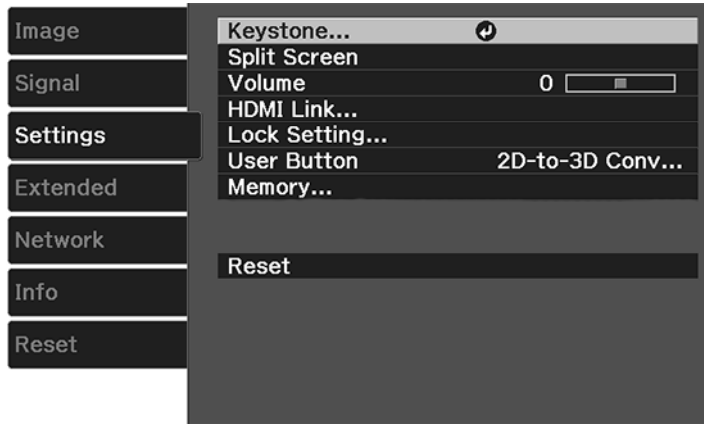 Image
Signal
Settings
Extended
Network
Info
Reset
Keystone...
Split Screen
Volume 0
HDMI Link...
Lock Setting...
User Button 2D-to-3D Conv...
Memory...
Reset